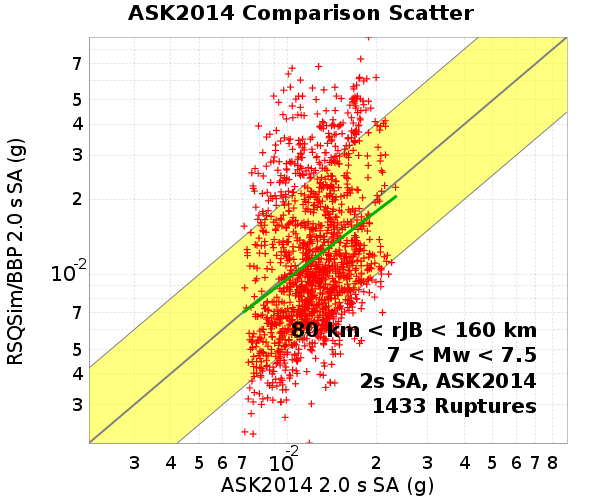 ASK2014 Comparison Scatter
RSQSim/BBP 2.0 s SA (g)
7
5
4
3
2
10-2
7
5
4
3
80 km < rJB < 160 km
7 < Mw < 7.5
2s SA, ASK2014
1433 Ruptures
3 4 5 6 7 10-2 2 3 4 5 6 7 8
ASK2014 2.0 s SA (g)